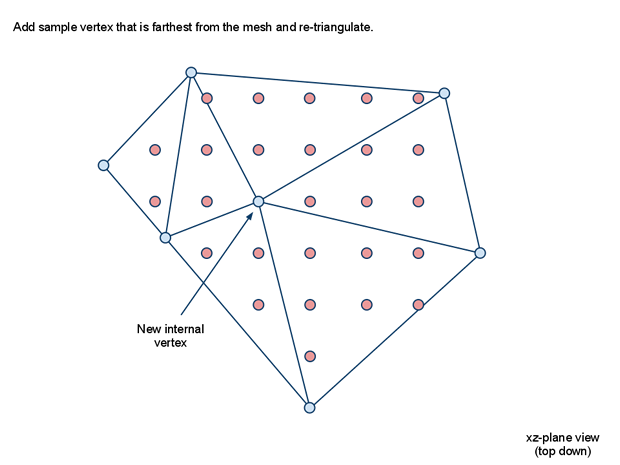 Add sample vertex that is farthest from the mesh and re-triangulate.
New internal
vertex
xz-plane view
(top down)